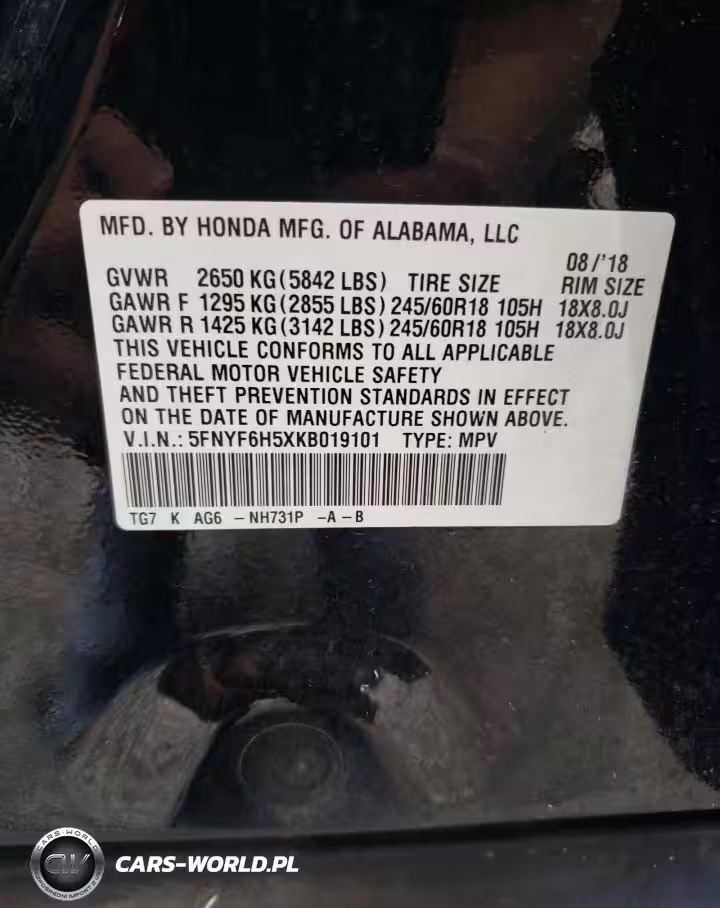 MFD. BY HONDA MFG. OF ALABAMA, LLC
08/'18
GVWR 2650 KG(5842 LBS) TIRE SIZE RIM SIZE
GAWR F 1295 KG(2855 LBS) 245/60R18 105H 18X8.0J
GAWR R 1425 KG(3142 LBS) 245/60R18 105H 18X8.0J
THIS VEHICLE CONFORMS TO ALL APPLICABLE
FEDERAL MOTOR VEHICLE SAFETY
AND THEFT PREVENTION STANDARDS IN EFFECT
ON THE DATE OF MANUFACTURE SHOWN ABOVE.
V.I.N.: 5FNYF6H5XKB019101 TYPE: MPV
TG7 K AG6 -NH731P -A-B
CARS-WORLD
CW
CARS-WORLD.PL